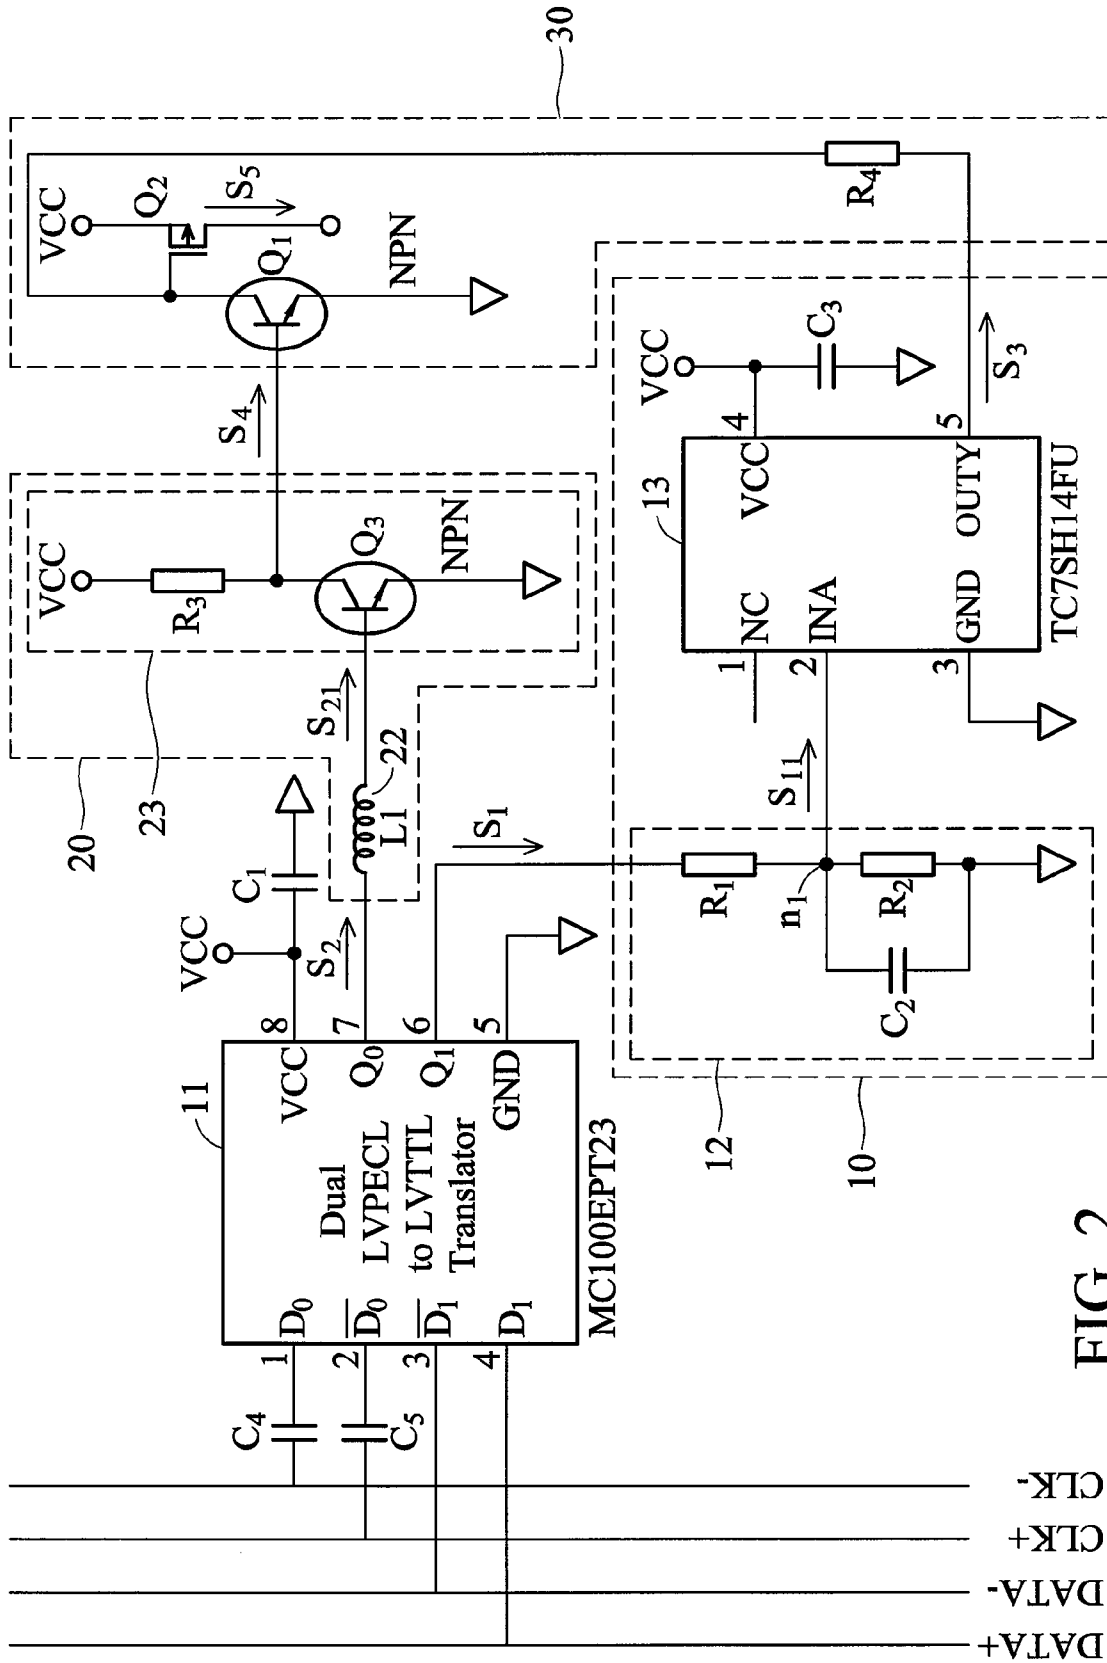 DATA+
DATA-
CLK+
CLK-
C4
C5
1
2
3
4
D0
D0
D1
D1
Dual
LVPECL
to LVTTL
Translator
VCC
Q0
Q1
GND
8
7
6
5
11
MC100EPT23
VCC
C1
S2
S1
L1
22
S21
20
23
VCC
R3
Q3
NPN
S4
VCC
Q2
S5
Q1
NPN
30
R4
12
10
R1
n1
R2
C2
S11
1
NC
2
INA
3
GND
13
VCC
4
OUTY
5
TC7SH14FU
VCC
C3
S3
FIG. 2